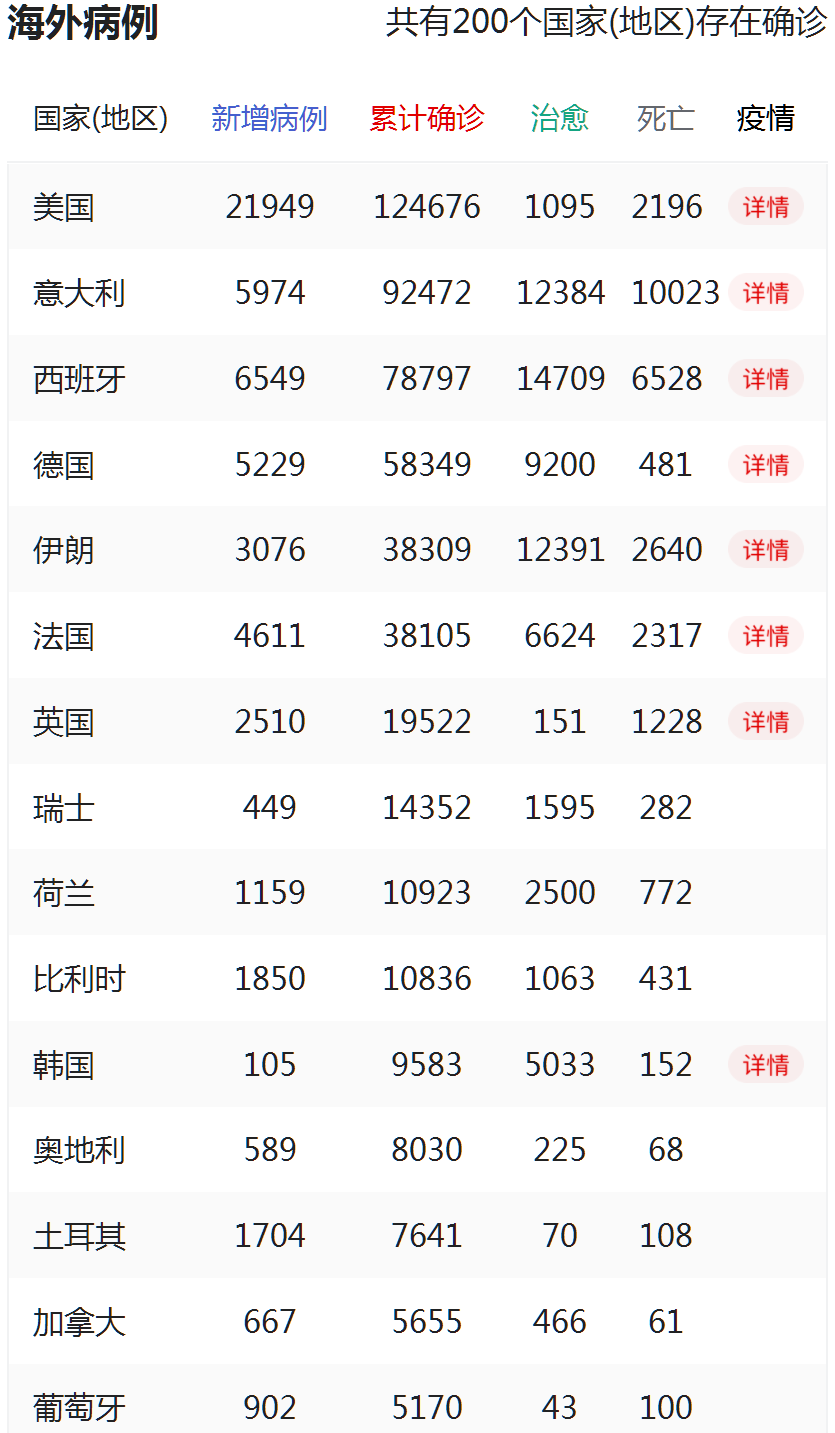 海外病例 共有200个国家(地区)存在确诊
国家(地区) 新增病例 累计确诊 治愈 死亡 疫情
美国 21949 124676 1095 2196 详情
意大利 5974 92472 12384 10023 详情
西班牙 6549 78797 14709 6528 详情
德国 5229 58349 9200 481 详情
伊朗 3076 38309 12391 2640 详情
法国 4611 38105 6624 2317 详情
英国 2510 19522 151 1228 详情
瑞士 449 14352 1595 282
荷兰 1159 10923 2500 772
比利时 1850 10836 1063 431
韩国 105 9583 5033 152 详情
奥地利 589 8030 225 68
土耳其 1704 7641 70 108
加拿大 667 5655 466 61
葡萄牙 902 5170 43 100